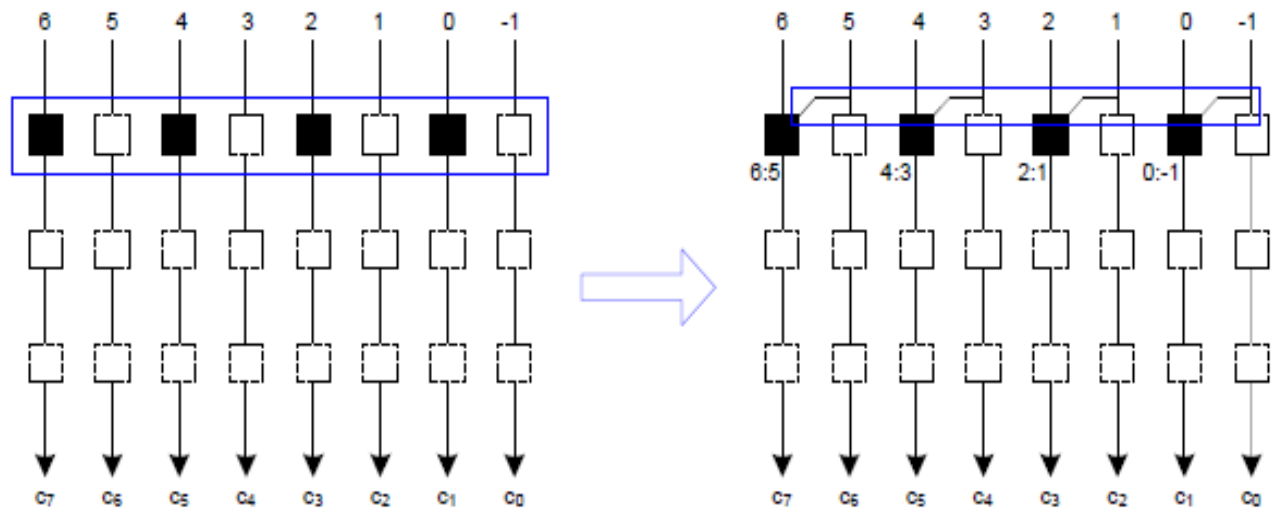 6 5 4 3 2 1 0 -1 6 5 4 3 2 1 0 -1
6:5 4:3 2:1 0:-1
c₇ c₆ c₅ c₄ c₃ c₂ c₁ c₀ c₇ c₆ c₅ c₄ c₃ c₂ c₁ c₀